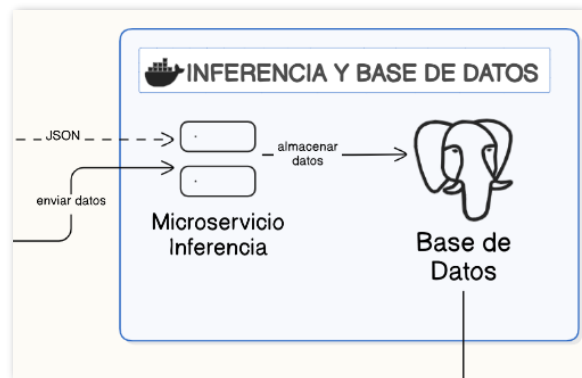 INFERENCIA Y BASE DE DATOS
JSON
almacenar
datos
enviar datos
Microservicio
Inferencia
Base de
Datos